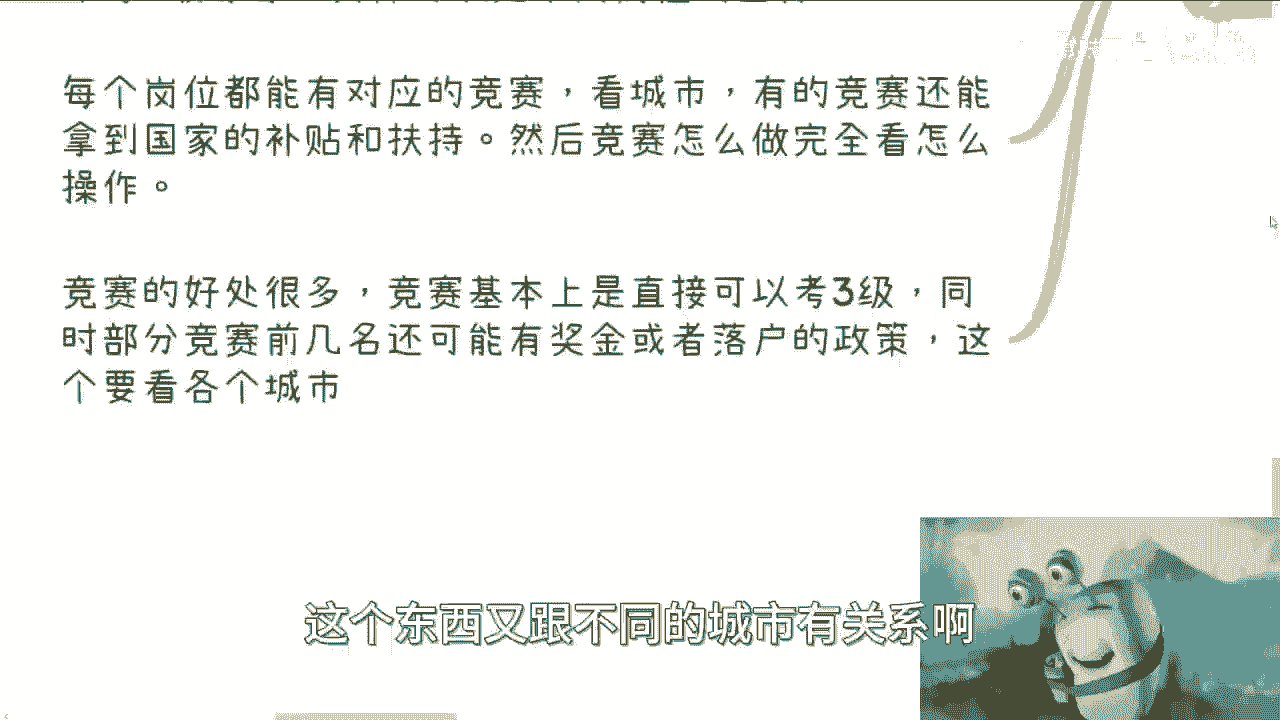 每个岗位都能有对应的竞赛，看城市，有的竞赛还能
拿到国家的补贴和扶持。然后竞赛怎么做完全看怎么
操作。
竞赛的好处很多，竞赛基本上是直接可以考3级，同
时部分竞赛前几名还可能有奖金或者落户的政策，这
个要看各个城市
这个东西又跟不同的城市有关系啊